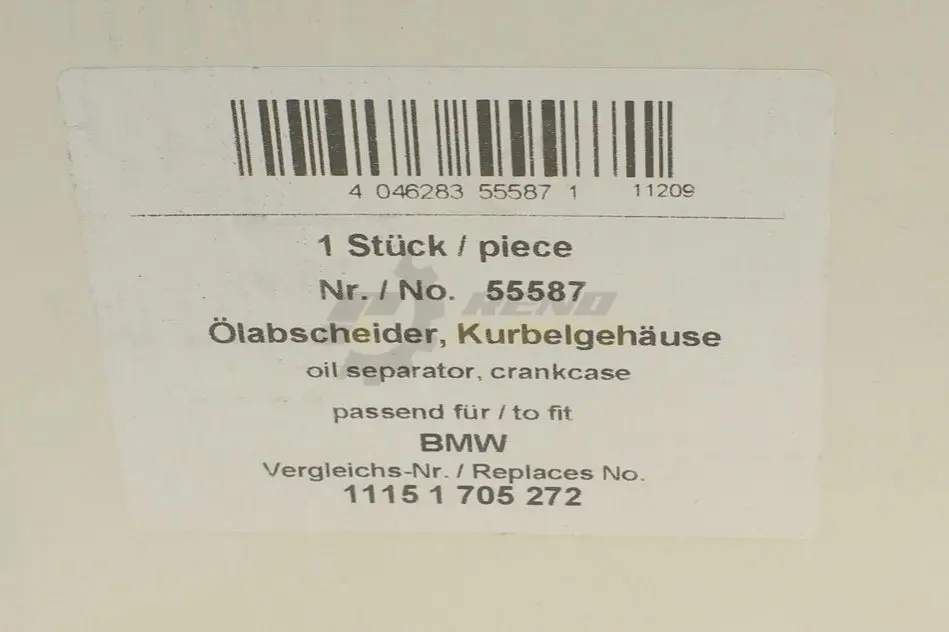 4 046283 55587 1 11209
1 Stück / piece
Nr. / No. 55587
RENO
Ölabscheider, Kurbelgehäuse
oil separator, crankcase
passend für / to fit
BMW
Vergleichs-Nr. / Replaces No.
1115 1 705 272